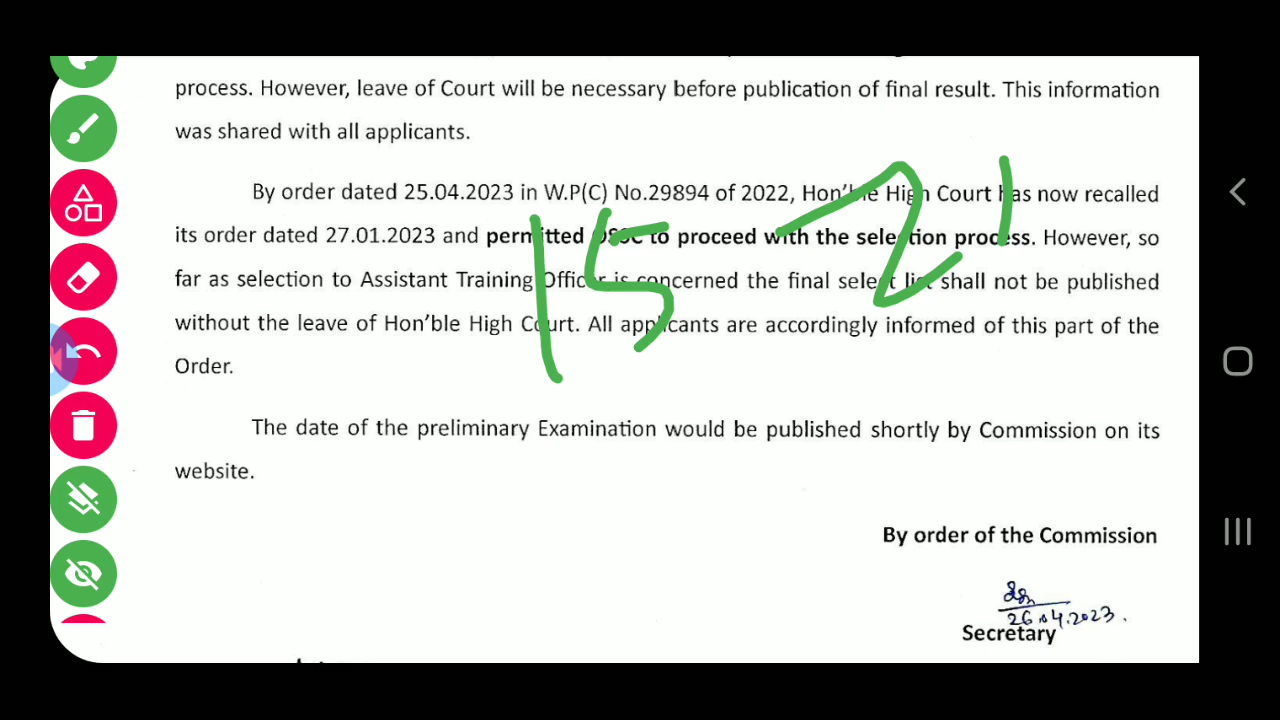 process. However, leave of Court will be necessary before publication of final result. This information
was shared with all applicants.
By order dated 25.04.2023 in W.P(C) No.29894 of 2022, Hon'ble High Court has now recalled
its order dated 27.01.2023 and permitted OSSC to proceed with the selection process. However, so
far as selection to Assistant Training Officer is concerned the final select list shall not be published
without the leave of Hon'ble High Court. All applicants are accordingly informed of this part of the
Order.
15 21
The date of the preliminary Examination would be published shortly by Commission on its
website.
By order of the Commission
26.04.2023.
Secretary